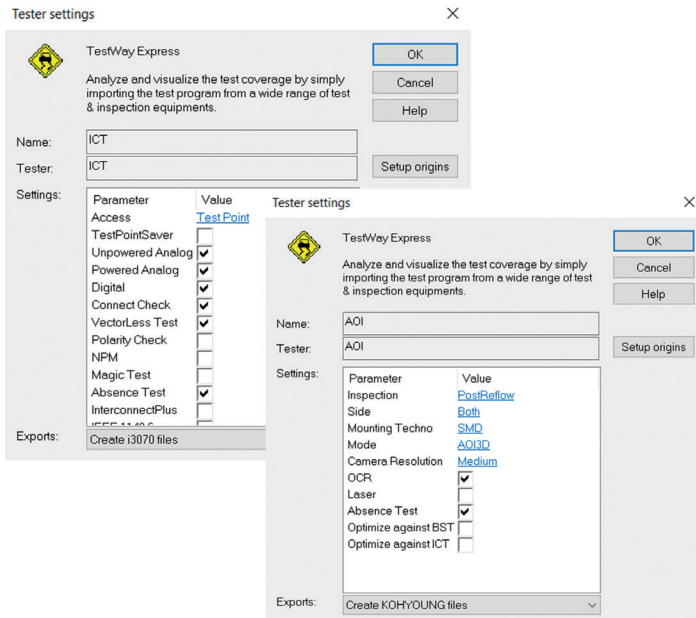 Tester settings
TestWay Express
Analyze and visualize the test coverage by simply
importing the test program from a wide range of test
& inspection equipments.
OK
Cancel
Help
Name:
ICT
Tester:
ICT
Setup origins
Settings:
Parameter Value
Access Test Point
TestPointSaver
Unpowered Analog
Powered Analog
Digital
Connect Check
VectorLess Test
Polarity Check
NPM
Magic Test
Absence Test
InterconnectPlus
Exports:
Create i3070 files
Tester settings
TestWay Express
Analyze and visualize the test coverage by simply
importing the test program from a wide range of test
& inspection equipments.
OK
Cancel
Help
Name:
AOI
Tester:
AOI
Setup origins
Settings:
Parameter Value
Inspection PostReflow
Side Both
Mounting Techno SMD
Mode AOI3D
Camera Resolution Medium
OCR
Laser
Absence Test
Optimize against BST
Optimize against ICT
Exports:
Create KOHYOUNG files